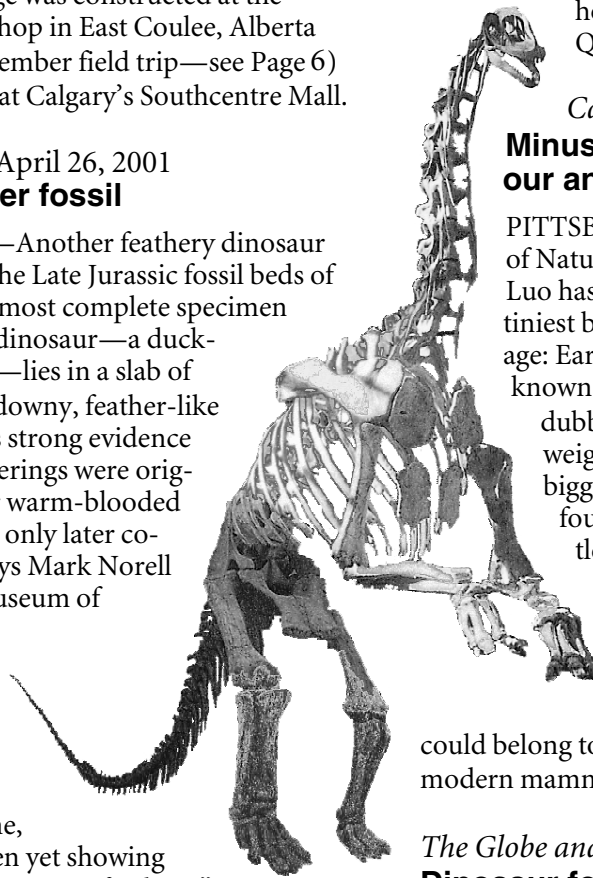 ge was constructed at the
hop in East Coulee, Alberta
ember field trip—see Page 6)
at Calgary's Southcentre Mall.
April 26, 2001
er fossil
—Another feathery dinosaur
he Late Jurassic fossil beds of
most complete specimen
dinosaur—a duck-
—lies in a slab of
downy, feather-like
s strong evidence
erings were orig-
warm-blooded
only later co-
ys Mark Norell
useum of
ne,
en yet showing
ho
Q
Ca
Minus
our an
PITTSB
of Natu
Luo has
tiniest b
age: Ear
known
dubb
weig
bigg
fou
tle
could belong to
modern mamm
The Globe and
Dinosaur fo